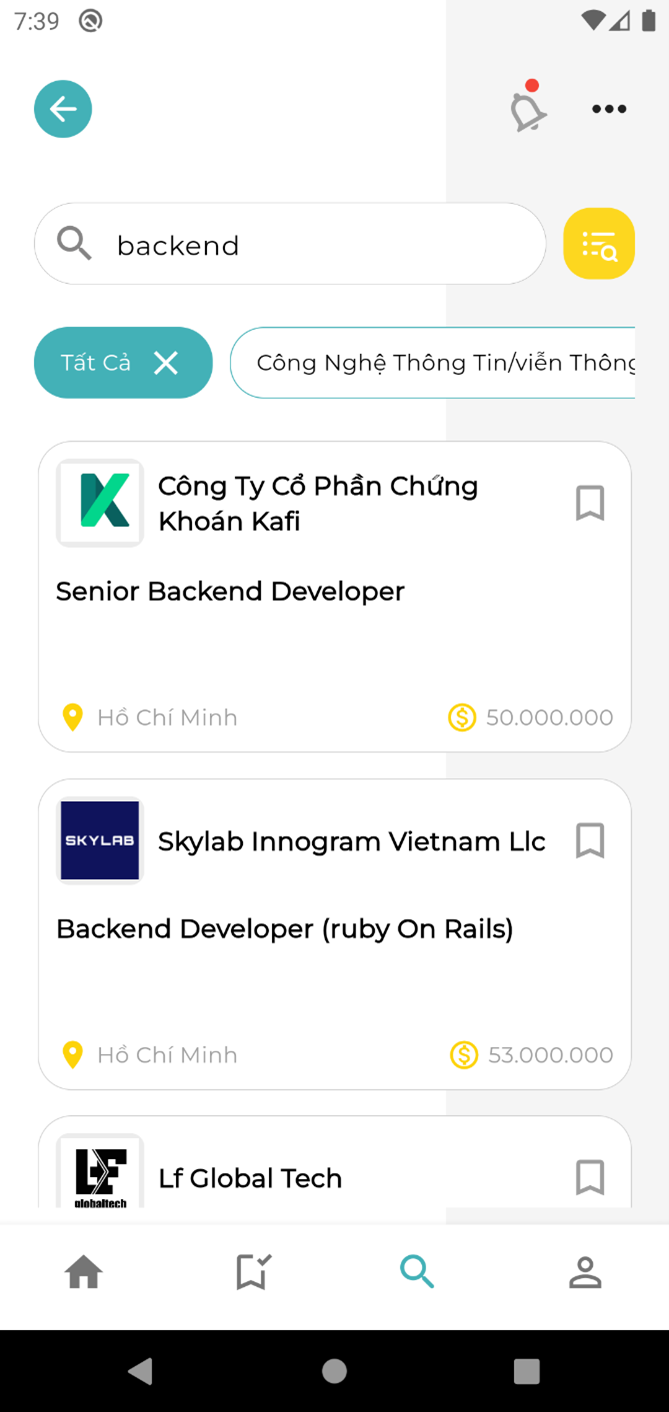 7:39
backend
Tất Cả
Công Nghệ Thông Tin/viễn Thông
Công Ty Cổ Phần Chứng
Khoán Kafi
Senior Backend Developer
Hồ Chí Minh
50.000.000
SKYLAB
Skylab Innogram Vietnam Llc
Backend Developer (ruby On Rails)
Hồ Chí Minh
53.000.000
LF
globaltech
Lf Global Tech